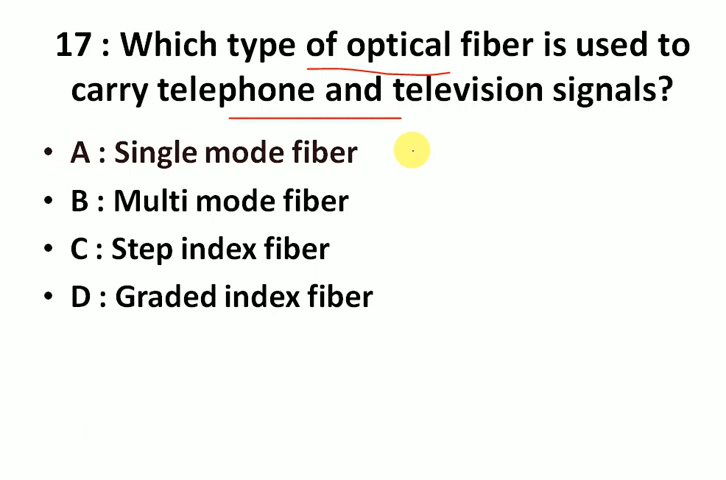 17 : Which type of optical fiber is used to
carry telephone and television signals?
• A : Single mode fiber
• B : Multi mode fiber
• C : Step index fiber
• D : Graded index fiber